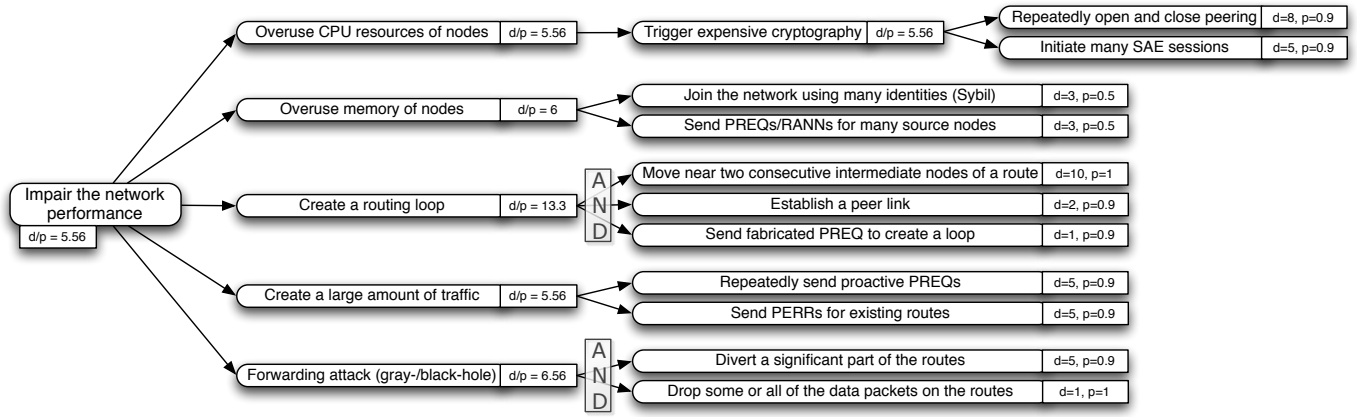 Impair the network
performance
d/p = 5.56
Overuse CPU resources of nodes d/p = 5.56
Trigger expensive cryptography d/p = 5.56
Repeatedly open and close peering d=8, p=0.9
Initiate many SAE sessions d=5, p=0.9
Overuse memory of nodes d/p = 6
Join the network using many identities (Sybil) d=3, p=0.5
Send PREQs/RANNs for many source nodes d=3, p=0.5
Create a routing loop d/p = 13.3
A
N
D
Move near two consecutive intermediate nodes of a route d=10, p=1
Establish a peer link d=2, p=0.9
Send fabricated PREQ to create a loop d=1, p=0.9
Create a large amount of traffic d/p = 5.56
Repeatedly send proactive PREQs d=5, p=0.9
Send PERRs for existing routes d=5, p=0.9
Forwarding attack (gray-/black-hole) d/p = 6.56
A
N
D
Divert a significant part of the routes d=5, p=0.9
Drop some or all of the data packets on the routes d=1, p=1